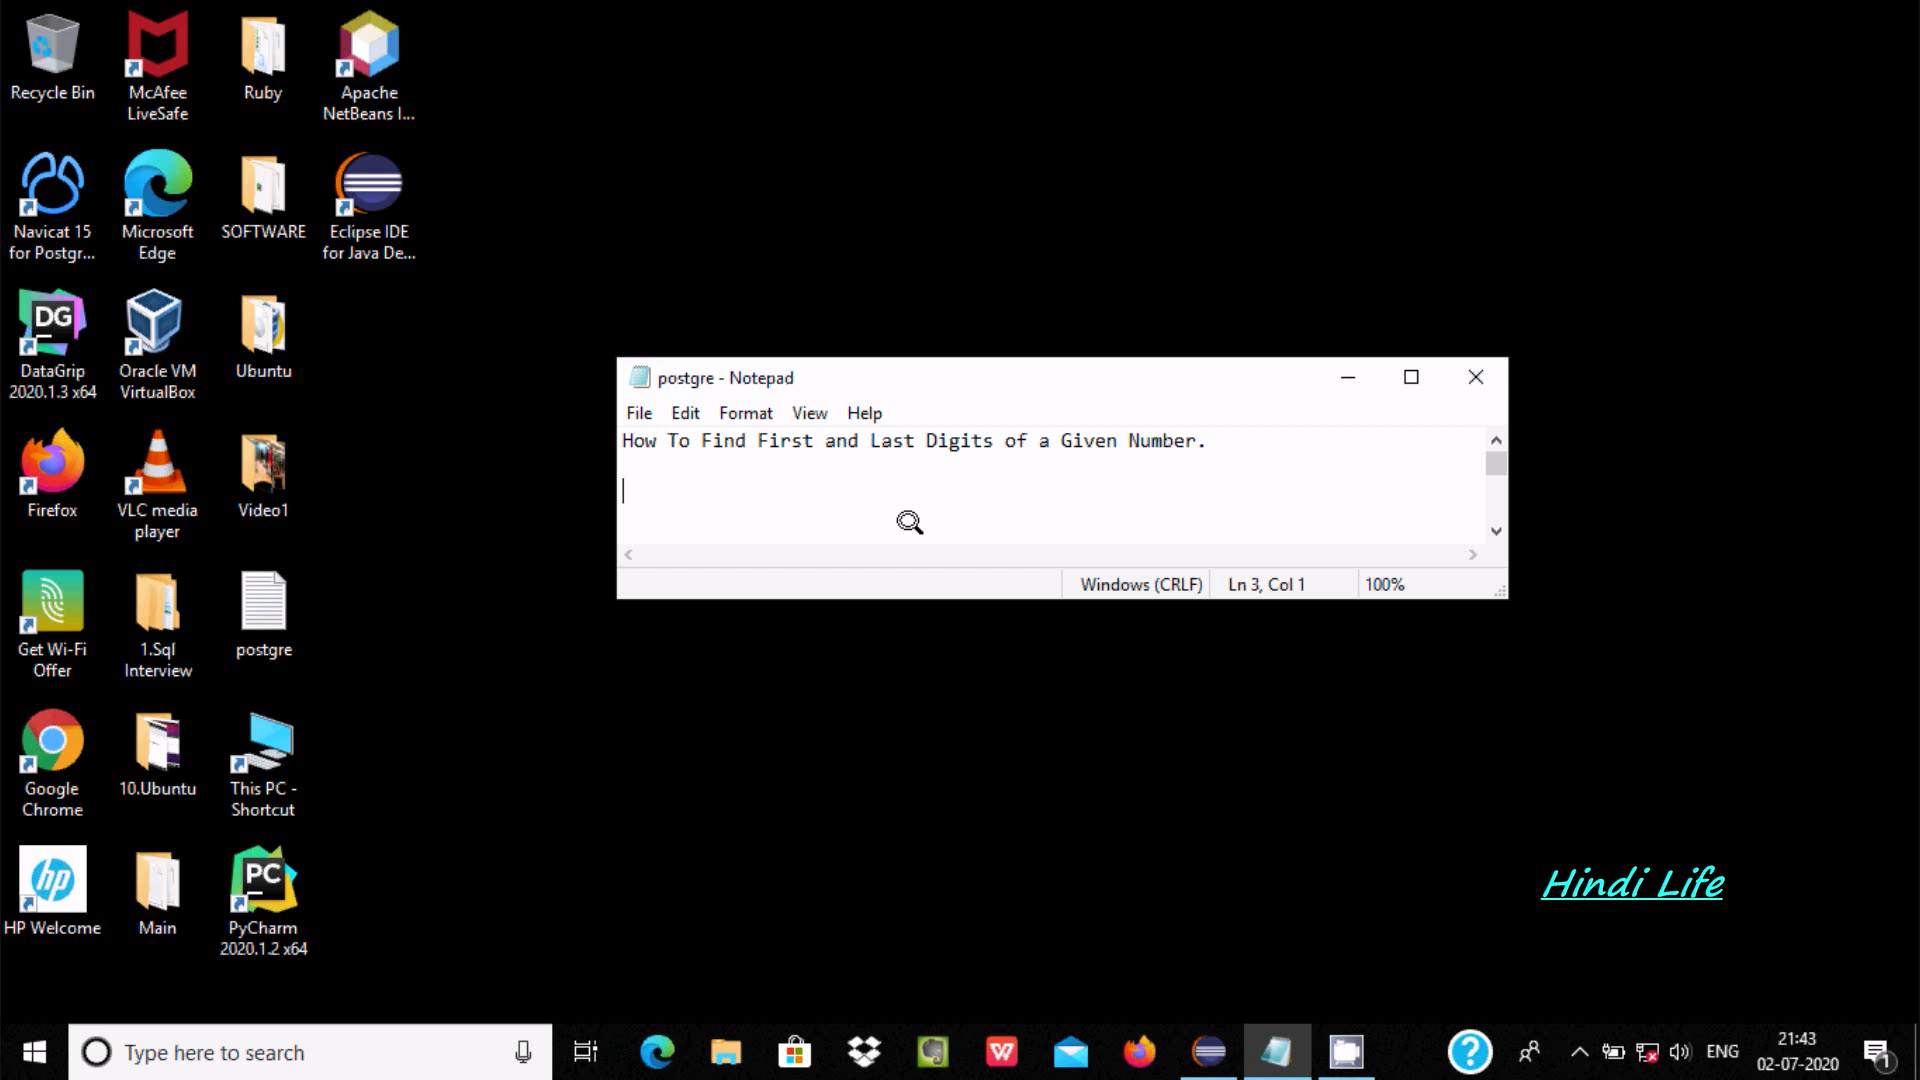 Recycle Bin
McAfee
LiveSafe
Ruby
Apache
NetBeans I...
Navicat 15
for Postgr...
Microsoft
Edge
SOFTWARE
Eclipse IDE
for Java De...
DG
DataGrip
2020.1.3 x64
Oracle VM
VirtualBox
Ubuntu
Firefox
VLC media
player
Video1
Get Wi-Fi
Offer
1.Sql
Interview
postgre
Google
Chrome
10.Ubuntu
This PC -
Shortcut
hp
HP Welcome
Main
PC
PyCharm
2020.1.2 x64
postgre - Notepad
File Edit Format View Help
How To Find First and Last Digits of a Given Number.
Windows (CRLF) Ln 3, Col 1 100%
Hindi Life
Type here to search
W
?
ENG
21:43
02-07-2020
1